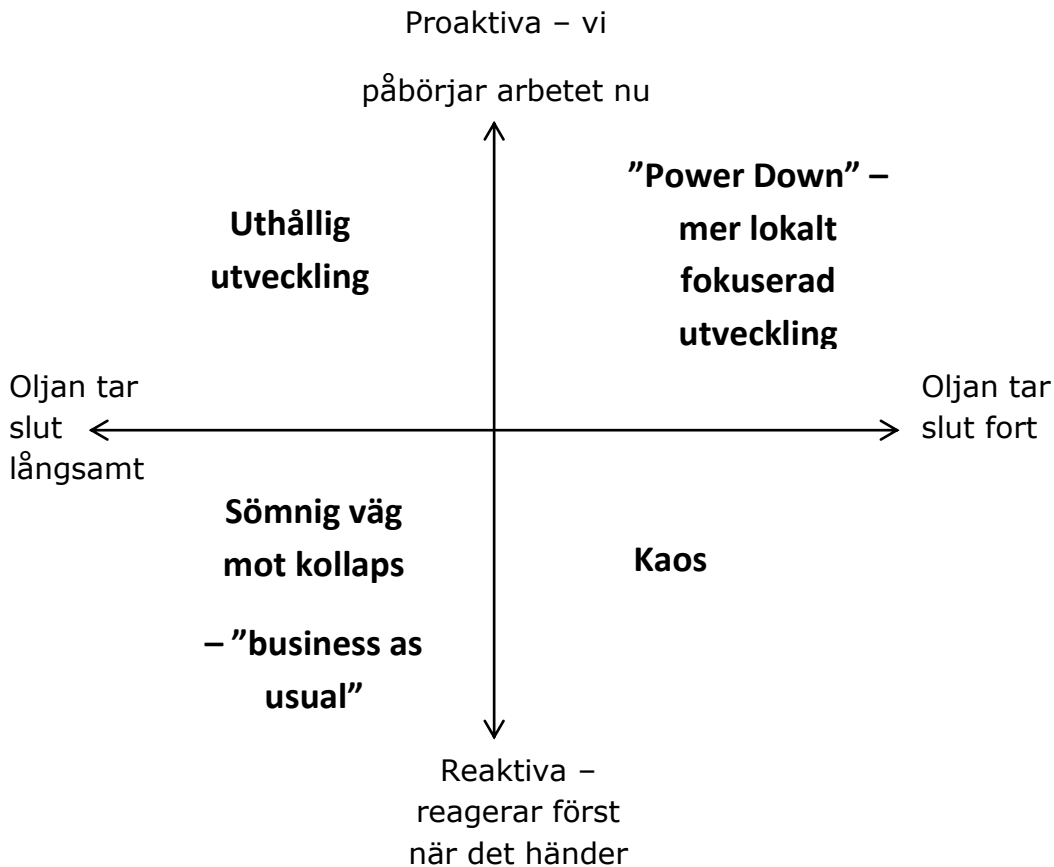 Proaktiva – vi
påbörjar arbetet nu
”Power Down” –
mer lokalt
fokuserad
utveckling
Uthållig
utveckling
Oljan tar
slut
långsamt
Oljan tar
slut fort
Sömnig väg
mot kollaps
– ”business as
usual”
Kaos
Reaktiva –
reagerar först
när det händer